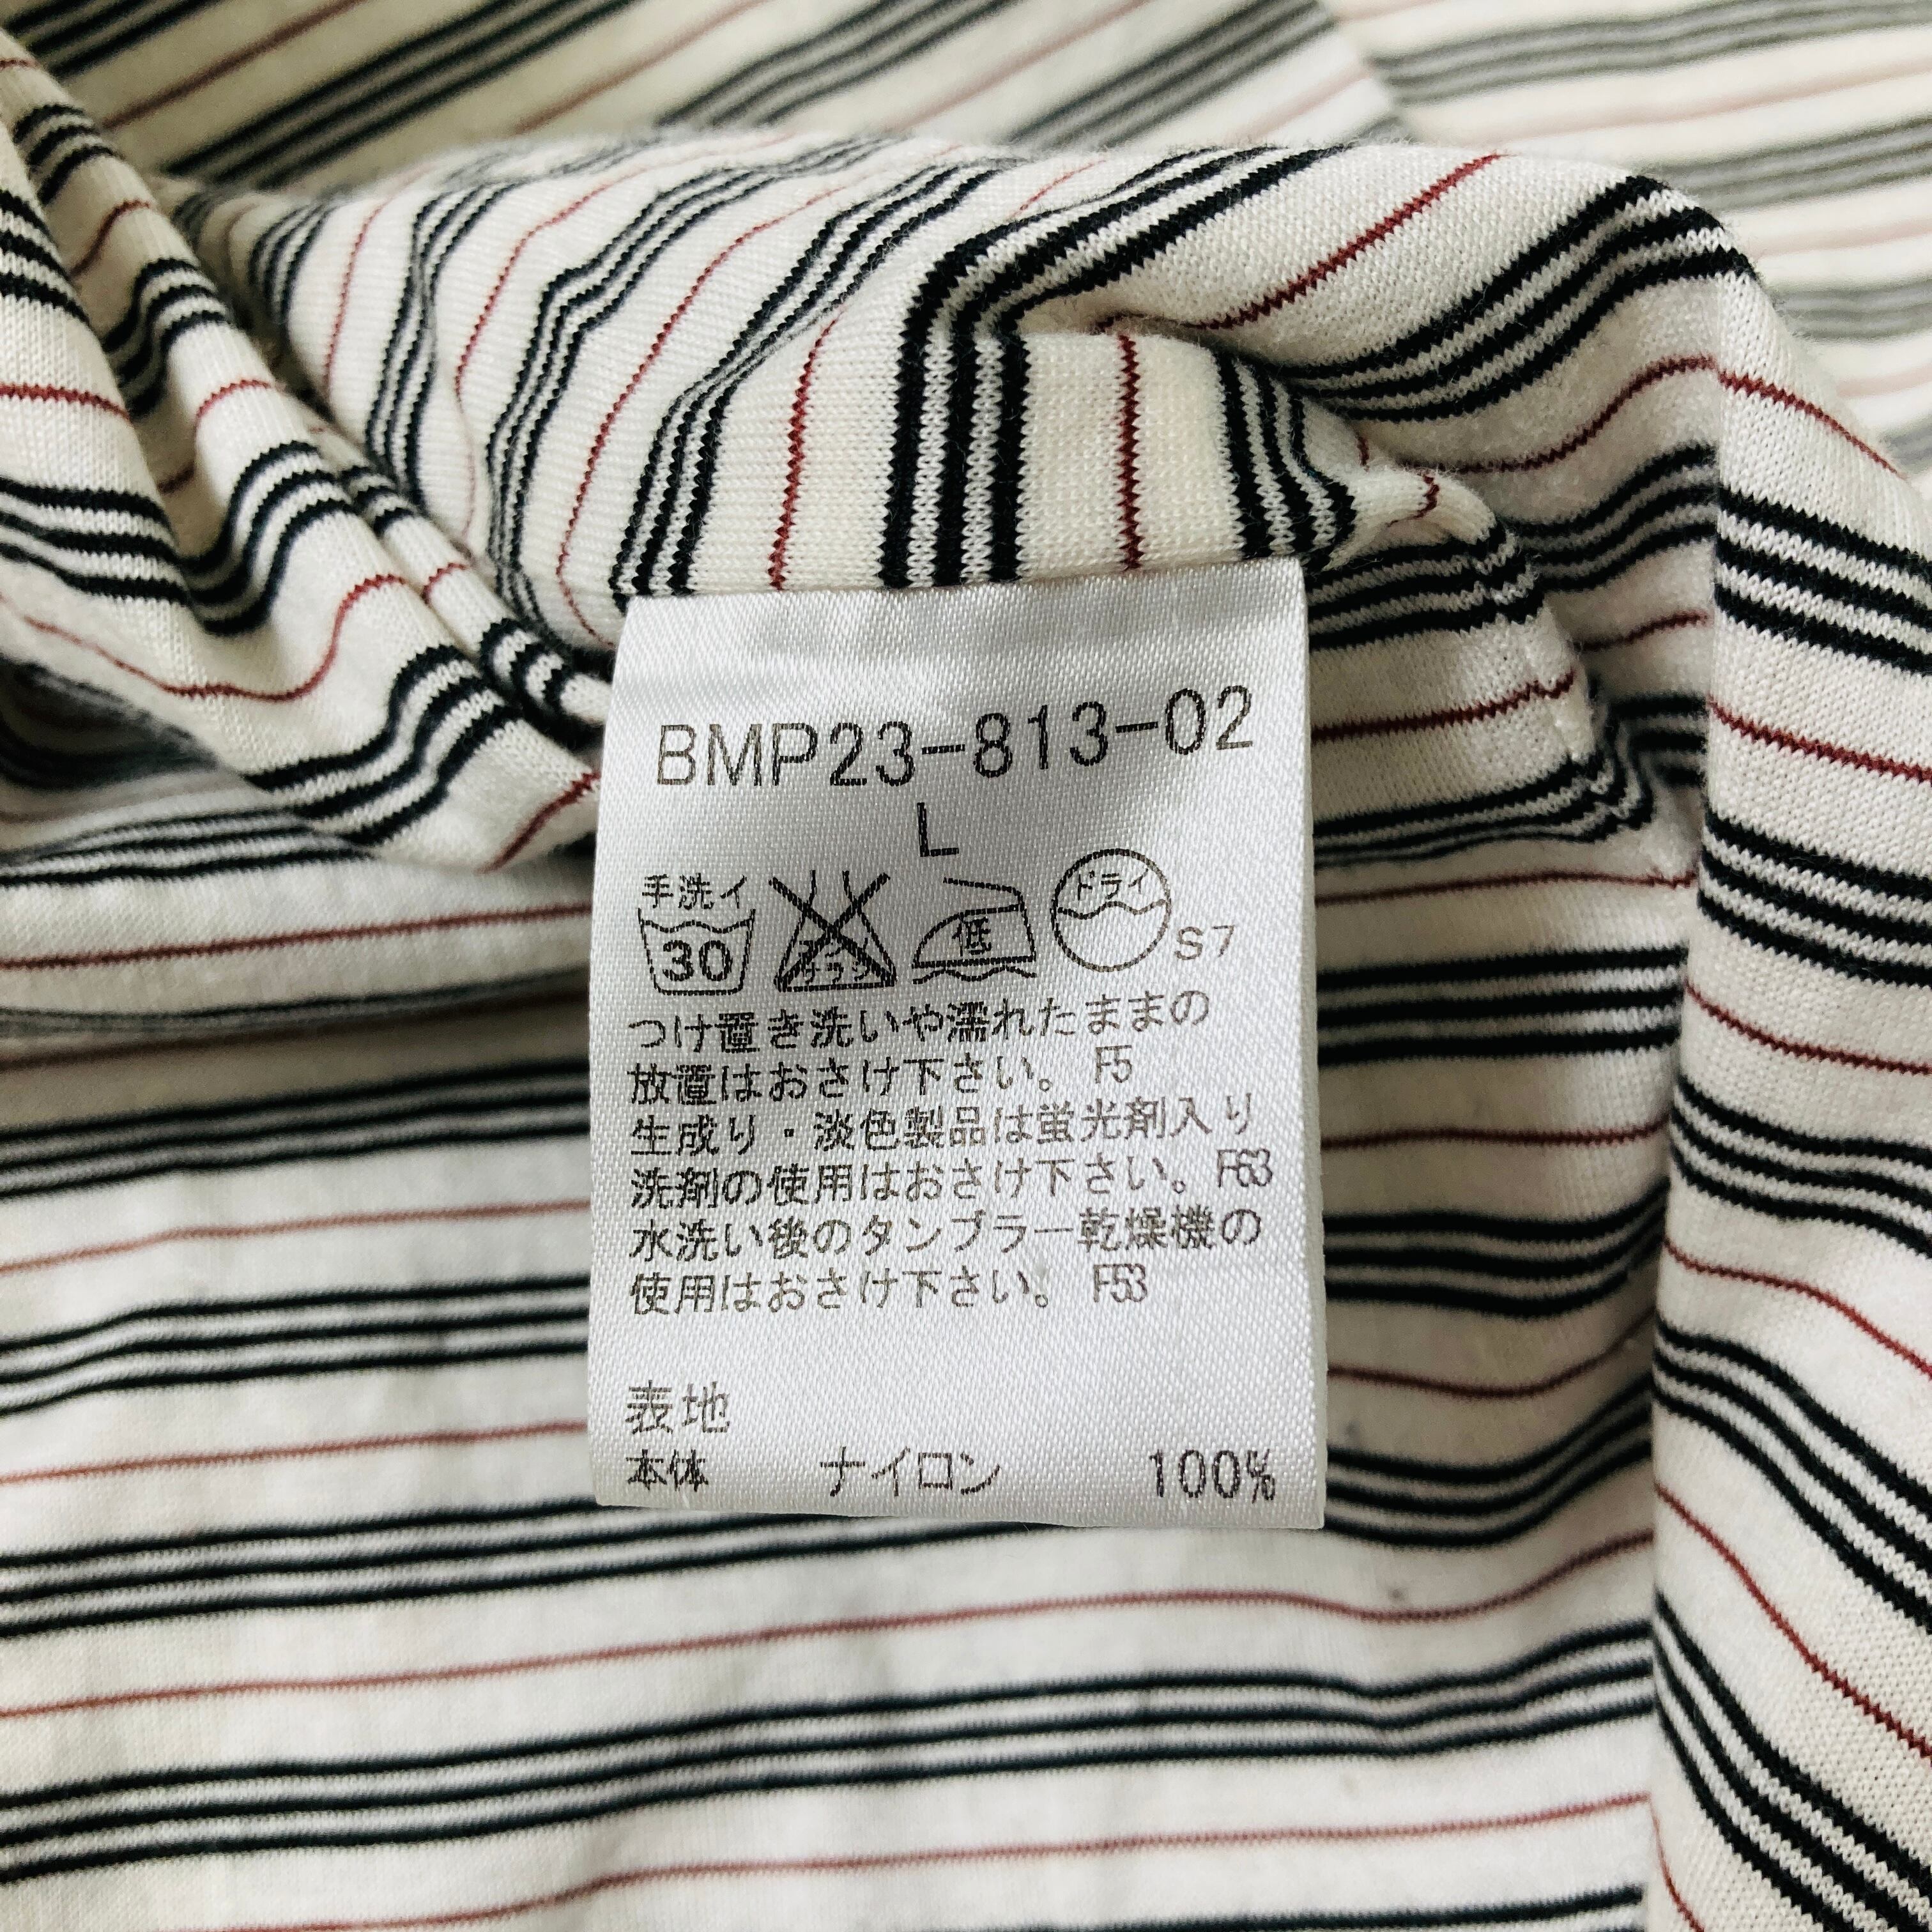 BMP23-813-02
L
手洗イ
30
低
ドライ
S7
つけ置き洗いや濡れたままの
放置はおさけ下さい。 F5
生成り・淡色製品は蛍光剤入り
洗剤の使用はおさけ下さい。F63
水洗い後のタンブラー乾燥機の
使用はおさけ下さい。 F53
表地
本体 ナイロン 100%